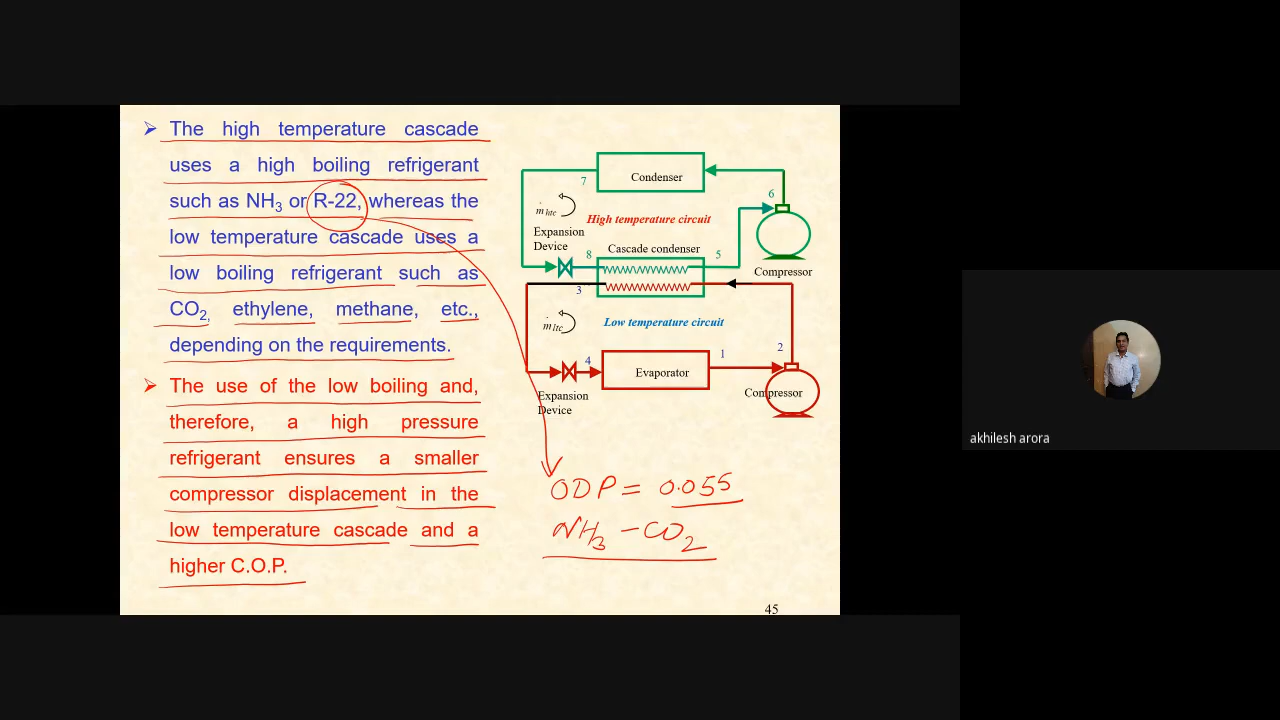 ➢ The high temperature cascade
uses a high boiling refrigerant
such as NH3 or R-22, whereas the
low temperature cascade uses a
low boiling refrigerant such as
CO2, ethylene, methane, etc.,
depending on the requirements.
➢ The use of the low boiling and,
therefore, a high pressure
refrigerant ensures a smaller
compressor displacement in the
low temperature cascade and a
higher C.O.P.
Condenser
7
6
ṁhtc
High temperature circuit
Expansion
Device
Cascade condenser
8
5
Compressor
3
ṁltc
Low temperature circuit
4
1
2
Evaporator
Expansion
Device
Compressor
ODP = 0.055
NH3 - CO2
45
akhilesh arora